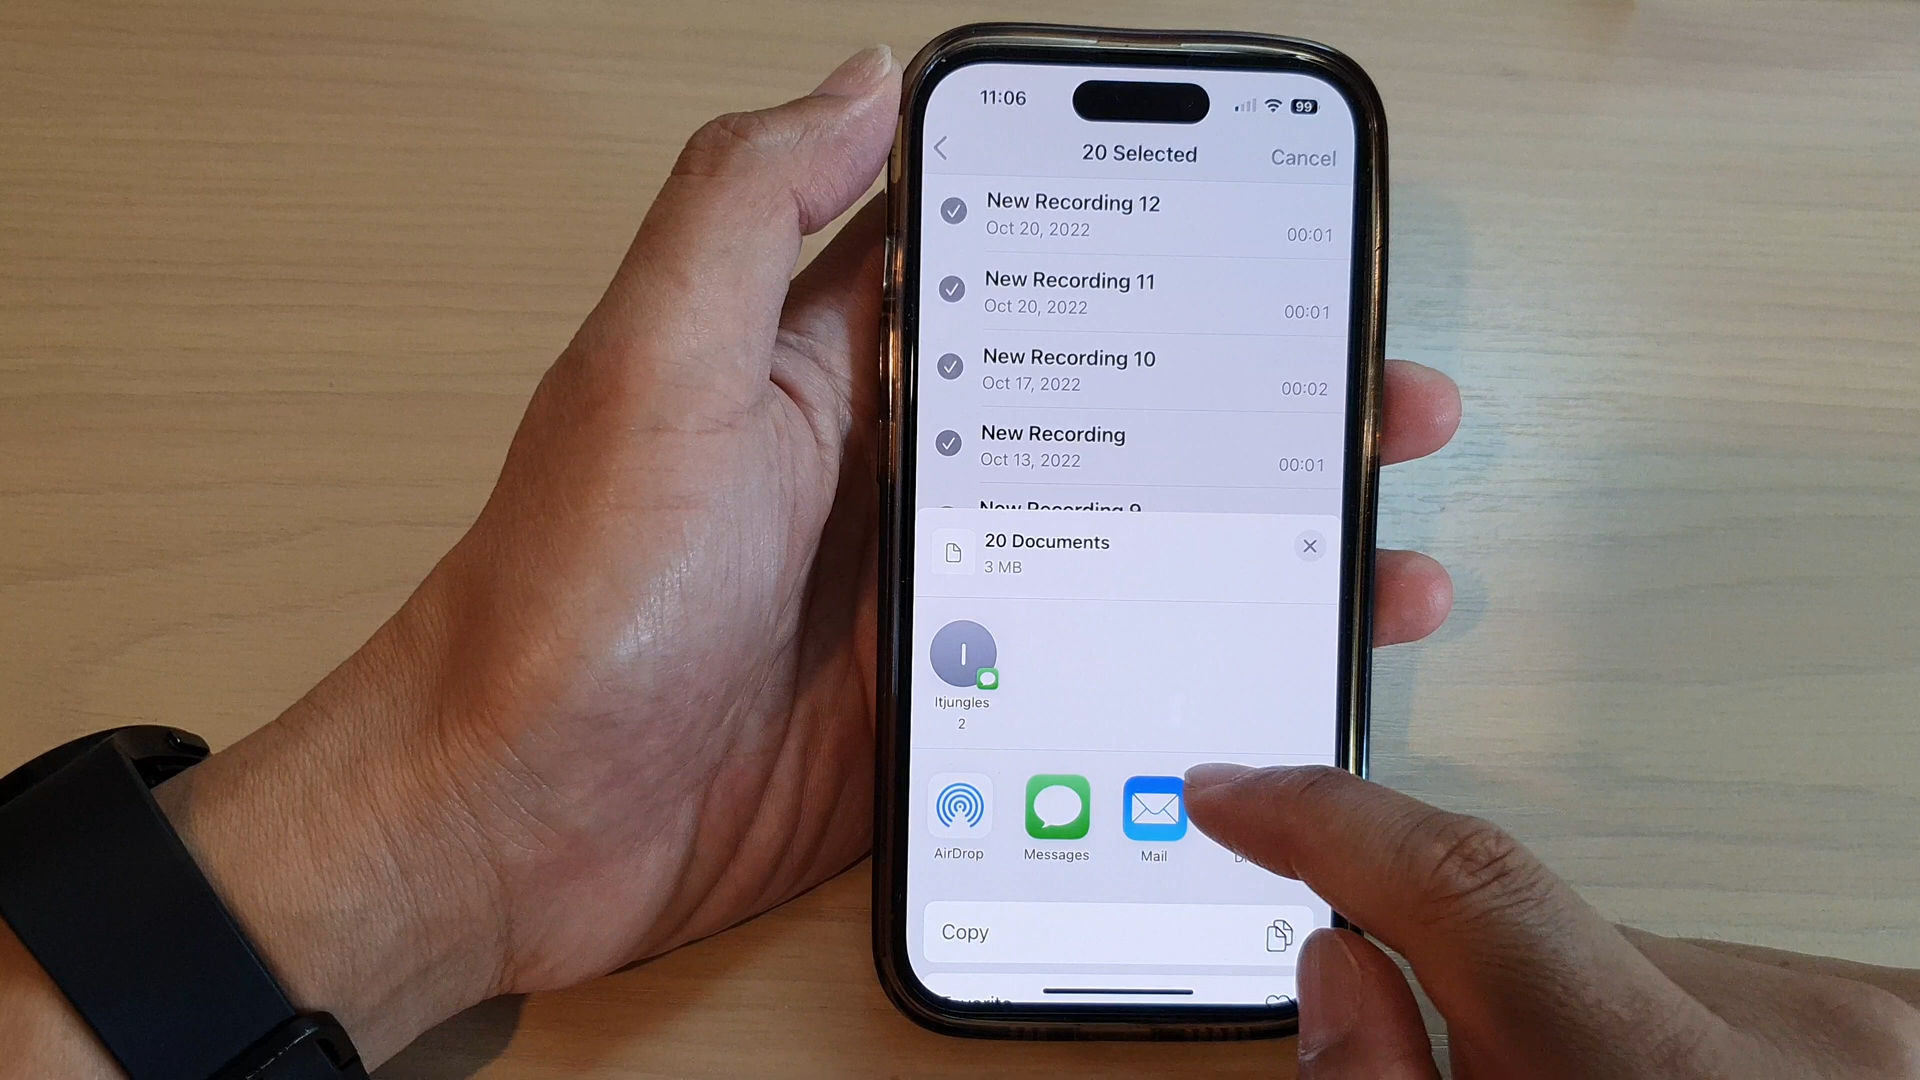 11:06
99
20 Selected
Cancel
New Recording 12
Oct 20, 2022
00:01
New Recording 11
Oct 20, 2022
00:01
New Recording 10
Oct 17, 2022
00:02
New Recording
Oct 13, 2022
00:01
New Recording 9
20 Documents
3 MB
I
Itjungles
2
AirDrop
Messages
Mail
Copy
Favorite